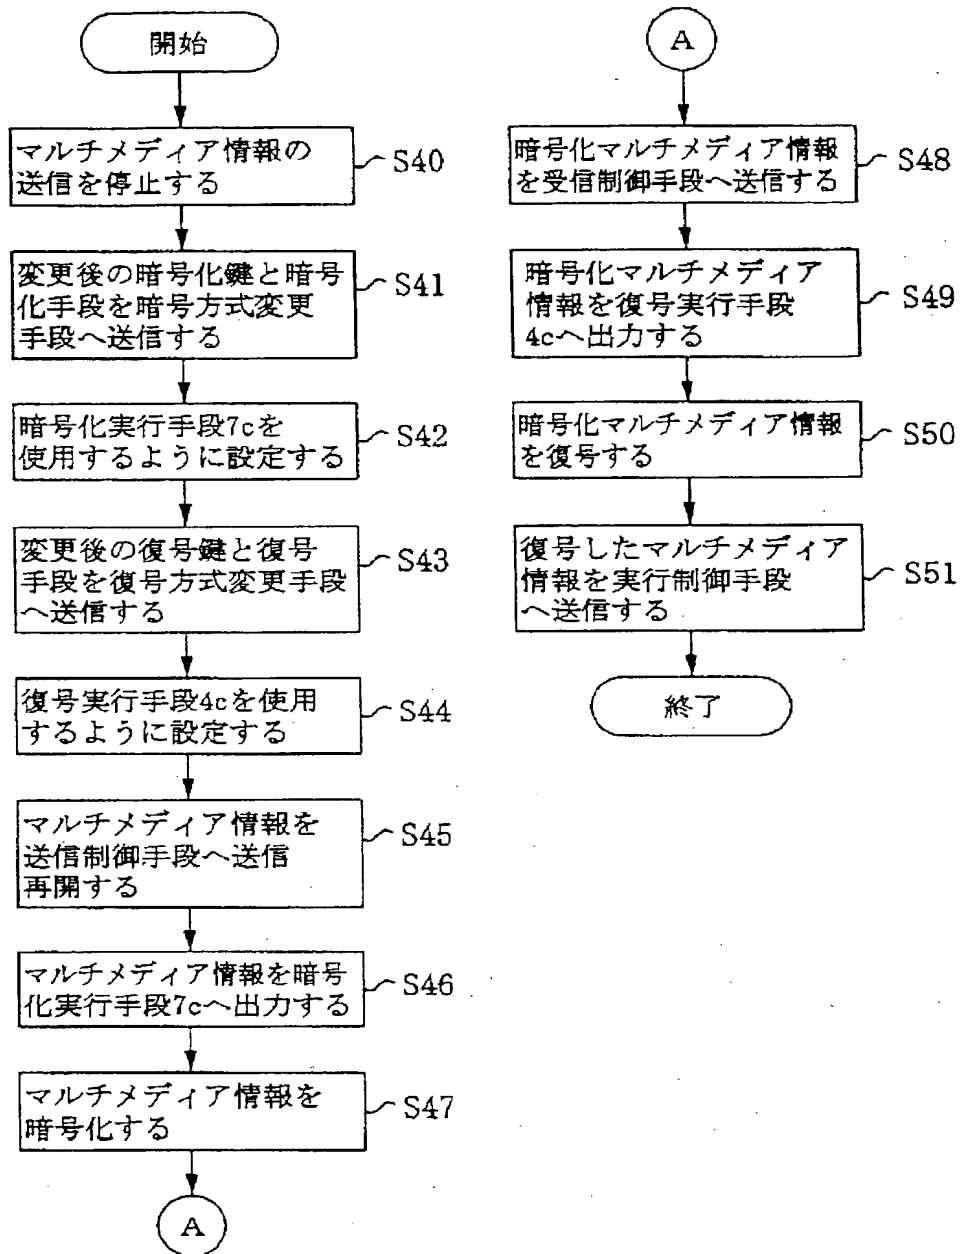 開始
マルチメディア情報の
送信を停止する
S40
変更後の暗号化鍵と暗号
化手段を暗号方式変更
手段へ送信する
S41
暗号化実行手段7cを
使用するように設定する
S42
変更後の復号鍵と復号
手段を復号方式変更手段
へ送信する
S43
復号実行手段4cを使用
するように設定する
S44
マルチメディア情報を
送信制御手段へ送信
再開する
S45
マルチメディア情報を暗号
化実行手段7cへ出力する
S46
マルチメディア情報を
暗号化する
S47
A
A
暗号化マルチメディア情報
を受信制御手段へ送信する
S48
暗号化マルチメディア
情報を復号実行手段
4cへ出力する
S49
暗号化マルチメディア情報
を復号する
S50
復号したマルチメディア
情報を実行制御手段
へ送信する
S51
終了